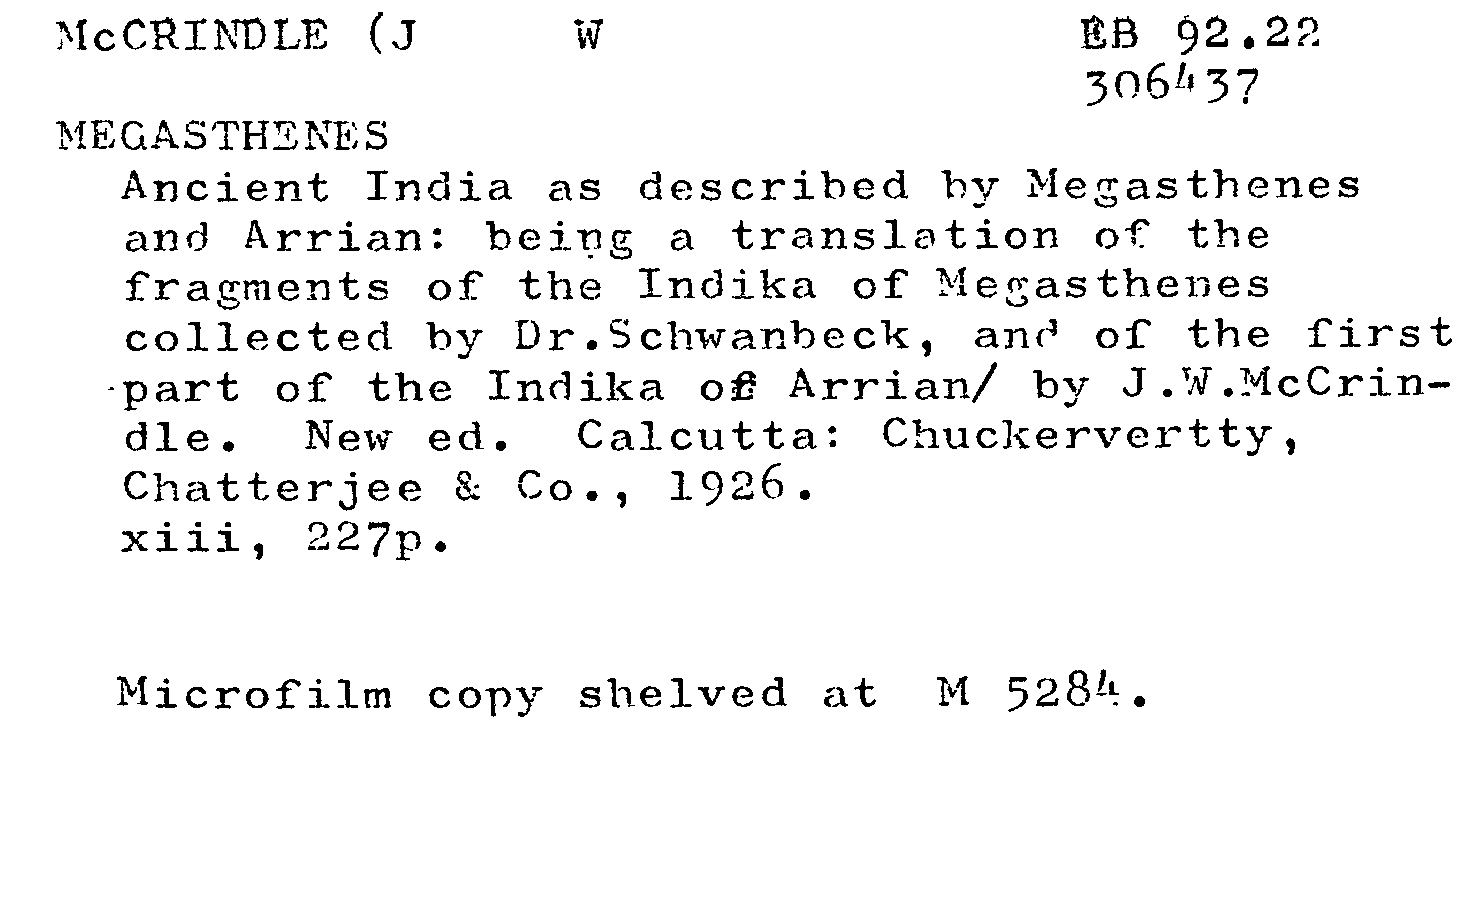 McCRINDLE (J W EB 92.22
306437
MEGASTHENES
Ancient India as described by Megasthenes
and Arrian: being a translation of the
fragments of the Indika of Megasthenes
collected by Dr.Schwanbeck, and of the first
part of the Indika of Arrian/ by J.W.McCrin-
dle. New ed. Calcutta: Chuckervertty,
Chatterjee & Co., 1926.
xiii, 227p.
Microfilm copy shelved at M 5284.